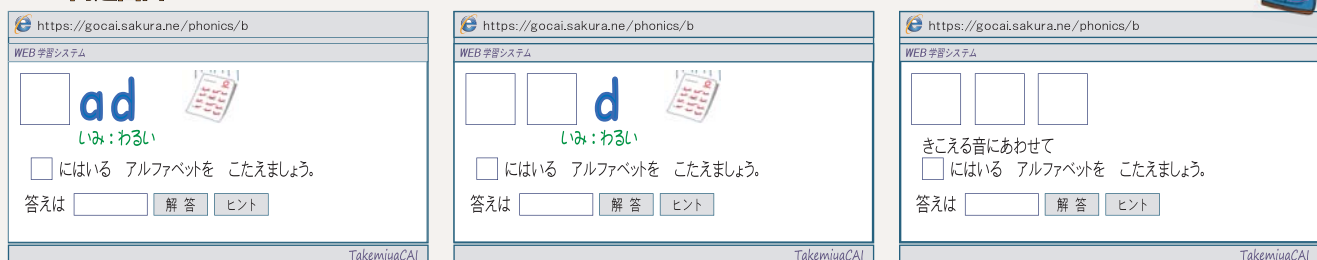 https://gocai.sakura.ne/phonics/b
WEB 学習システム
ad
いみ：わるい
にはいる アルファベットを こたえましょう。
答えは 解答 ヒント
TakemiyaCAI
https://gocai.sakura.ne/phonics/b
WEB 学習システム
d
いみ：わるい
にはいる アルファベットを こたえましょう。
答えは 解答 ヒント
TakemiyaCAI
https://gocai.sakura.ne/phonics/b
WEB 学習システム
きこえる音にあわせて
にはいる アルファベットを こたえましょう。
答えは 解答 ヒント
TakemiyaCAI